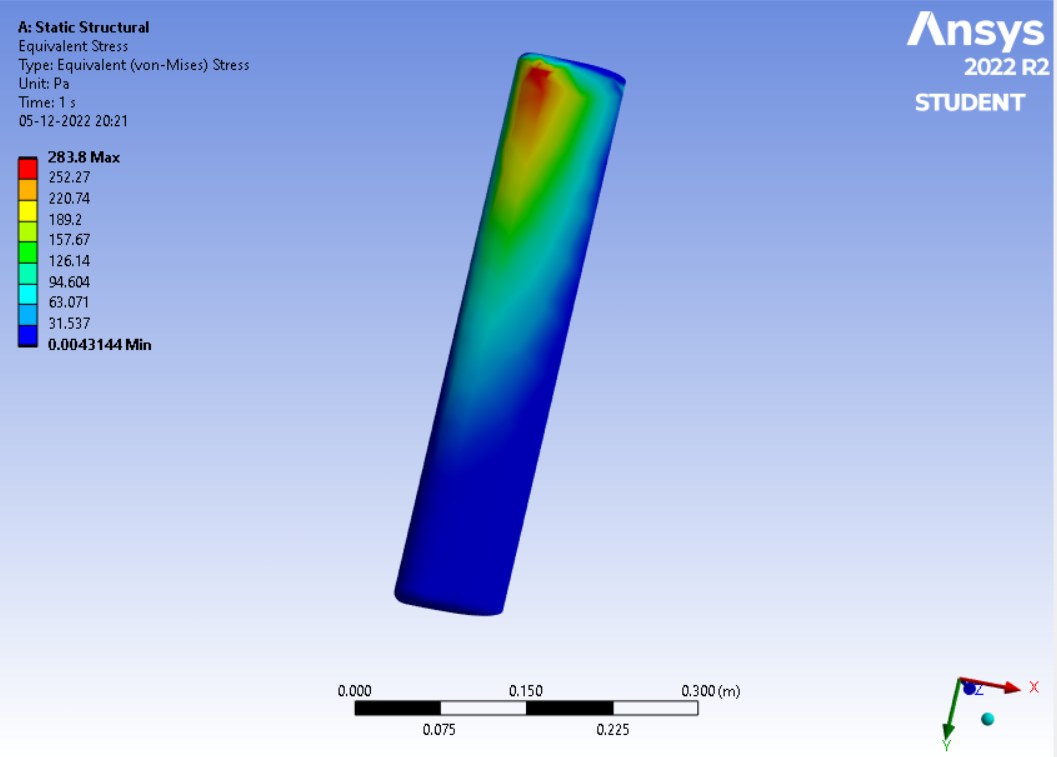 A: Static Structural
Equivalent Stress
Type: Equivalent (von-Mises) Stress
Unit: Pa
Time: 1 s
05-12-2022 20:21
Ansys
2022 R2
STUDENT
283.8 Max
252.27
220.74
189.2
157.67
126.14
94.604
63.071
31.537
0.0043144 Min
0.000 0.150 0.300 (m)
0.075 0.225
Z X
Y